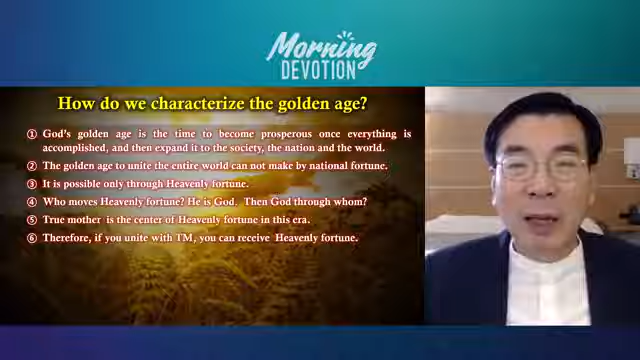 Morning
DEVOTION
How do we characterize the golden age?
① God's golden age is the time to become prosperous once everything is
accomplished, and then expand it to the society, the nation and the world.
② The golden age to unite the entire world can not make by national fortune.
③ It is possible only through Heavenly fortune.
④ Who moves Heavenly fortune? He is God. Then God through whom?
⑤ True mother is the center of Heavenly fortune in this era.
⑥ Therefore, if you unite with TM, you can receive Heavenly fortune.